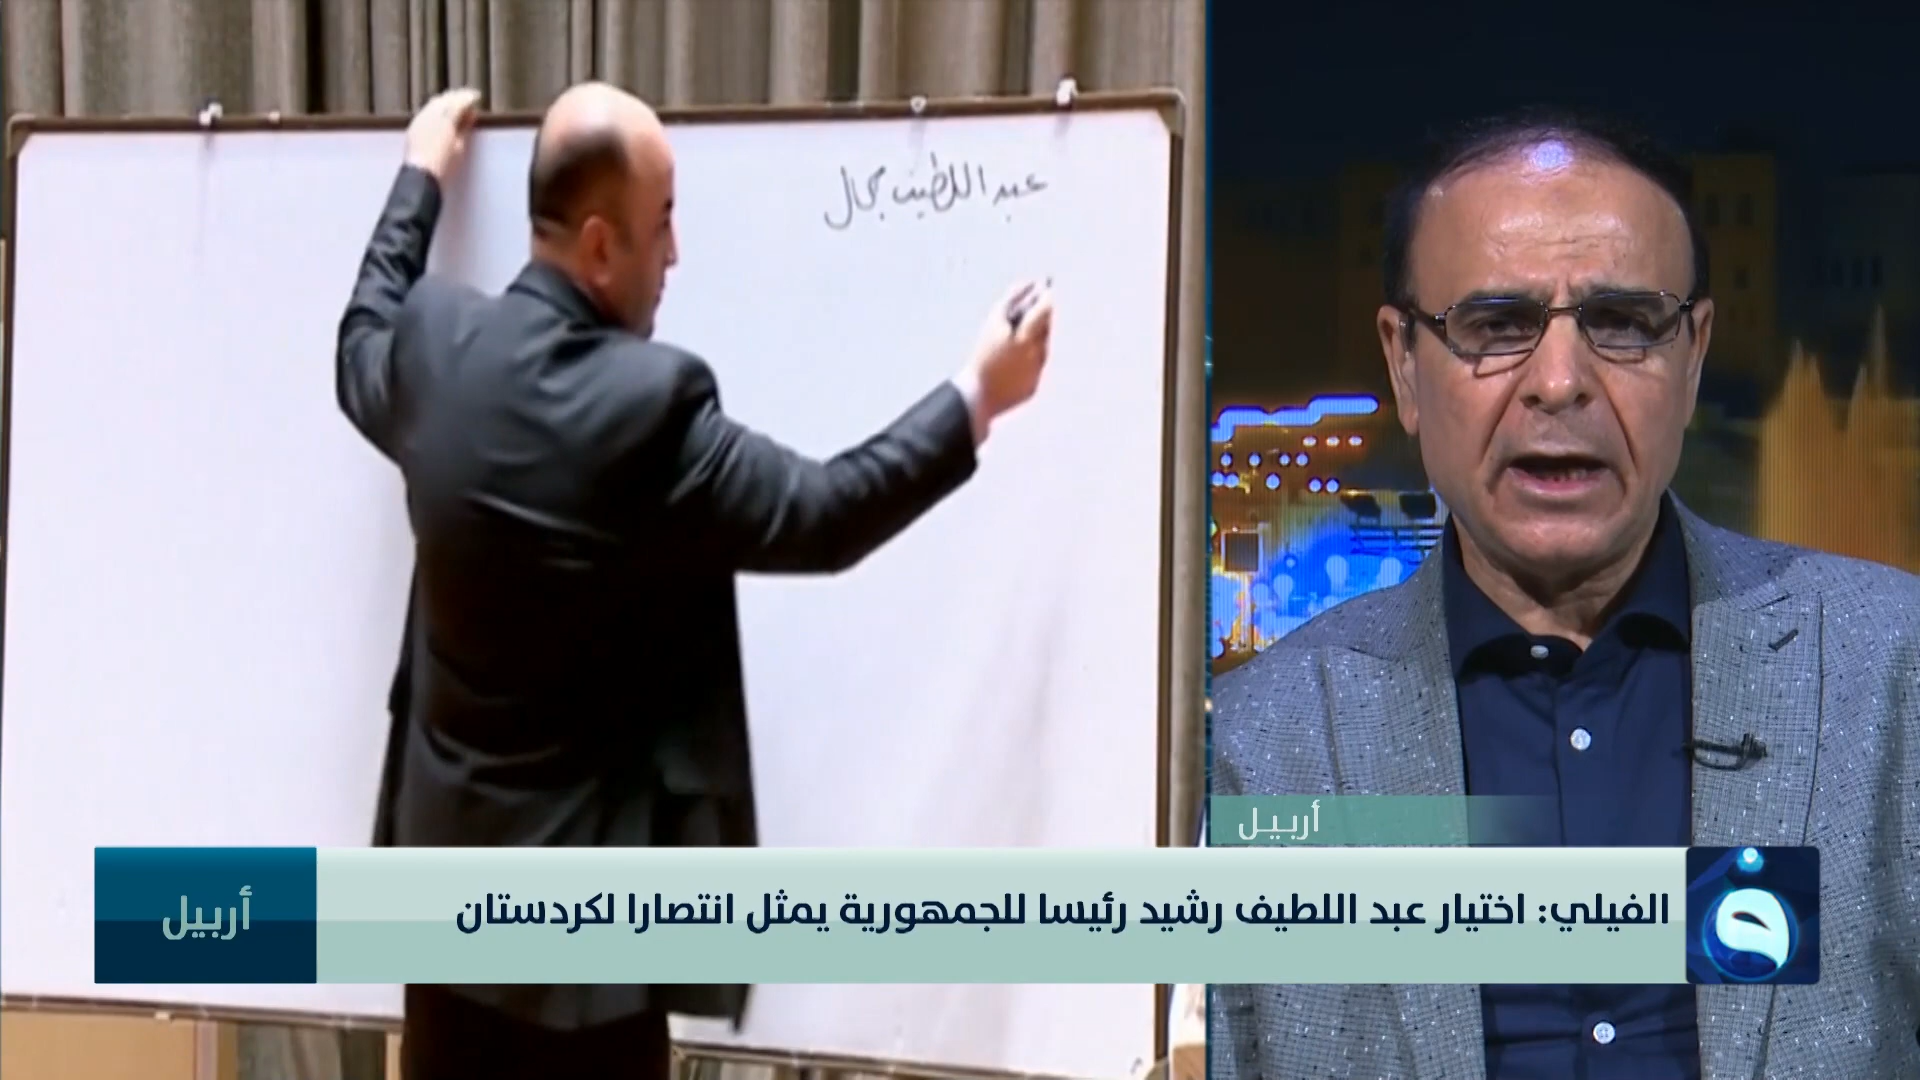 عبد اللطيف جمال
أربيل
الفيلي: اختيار عبد اللطيف رشيد رئيسا للجمهورية يمثل انتصارا لكردستان
أربيل